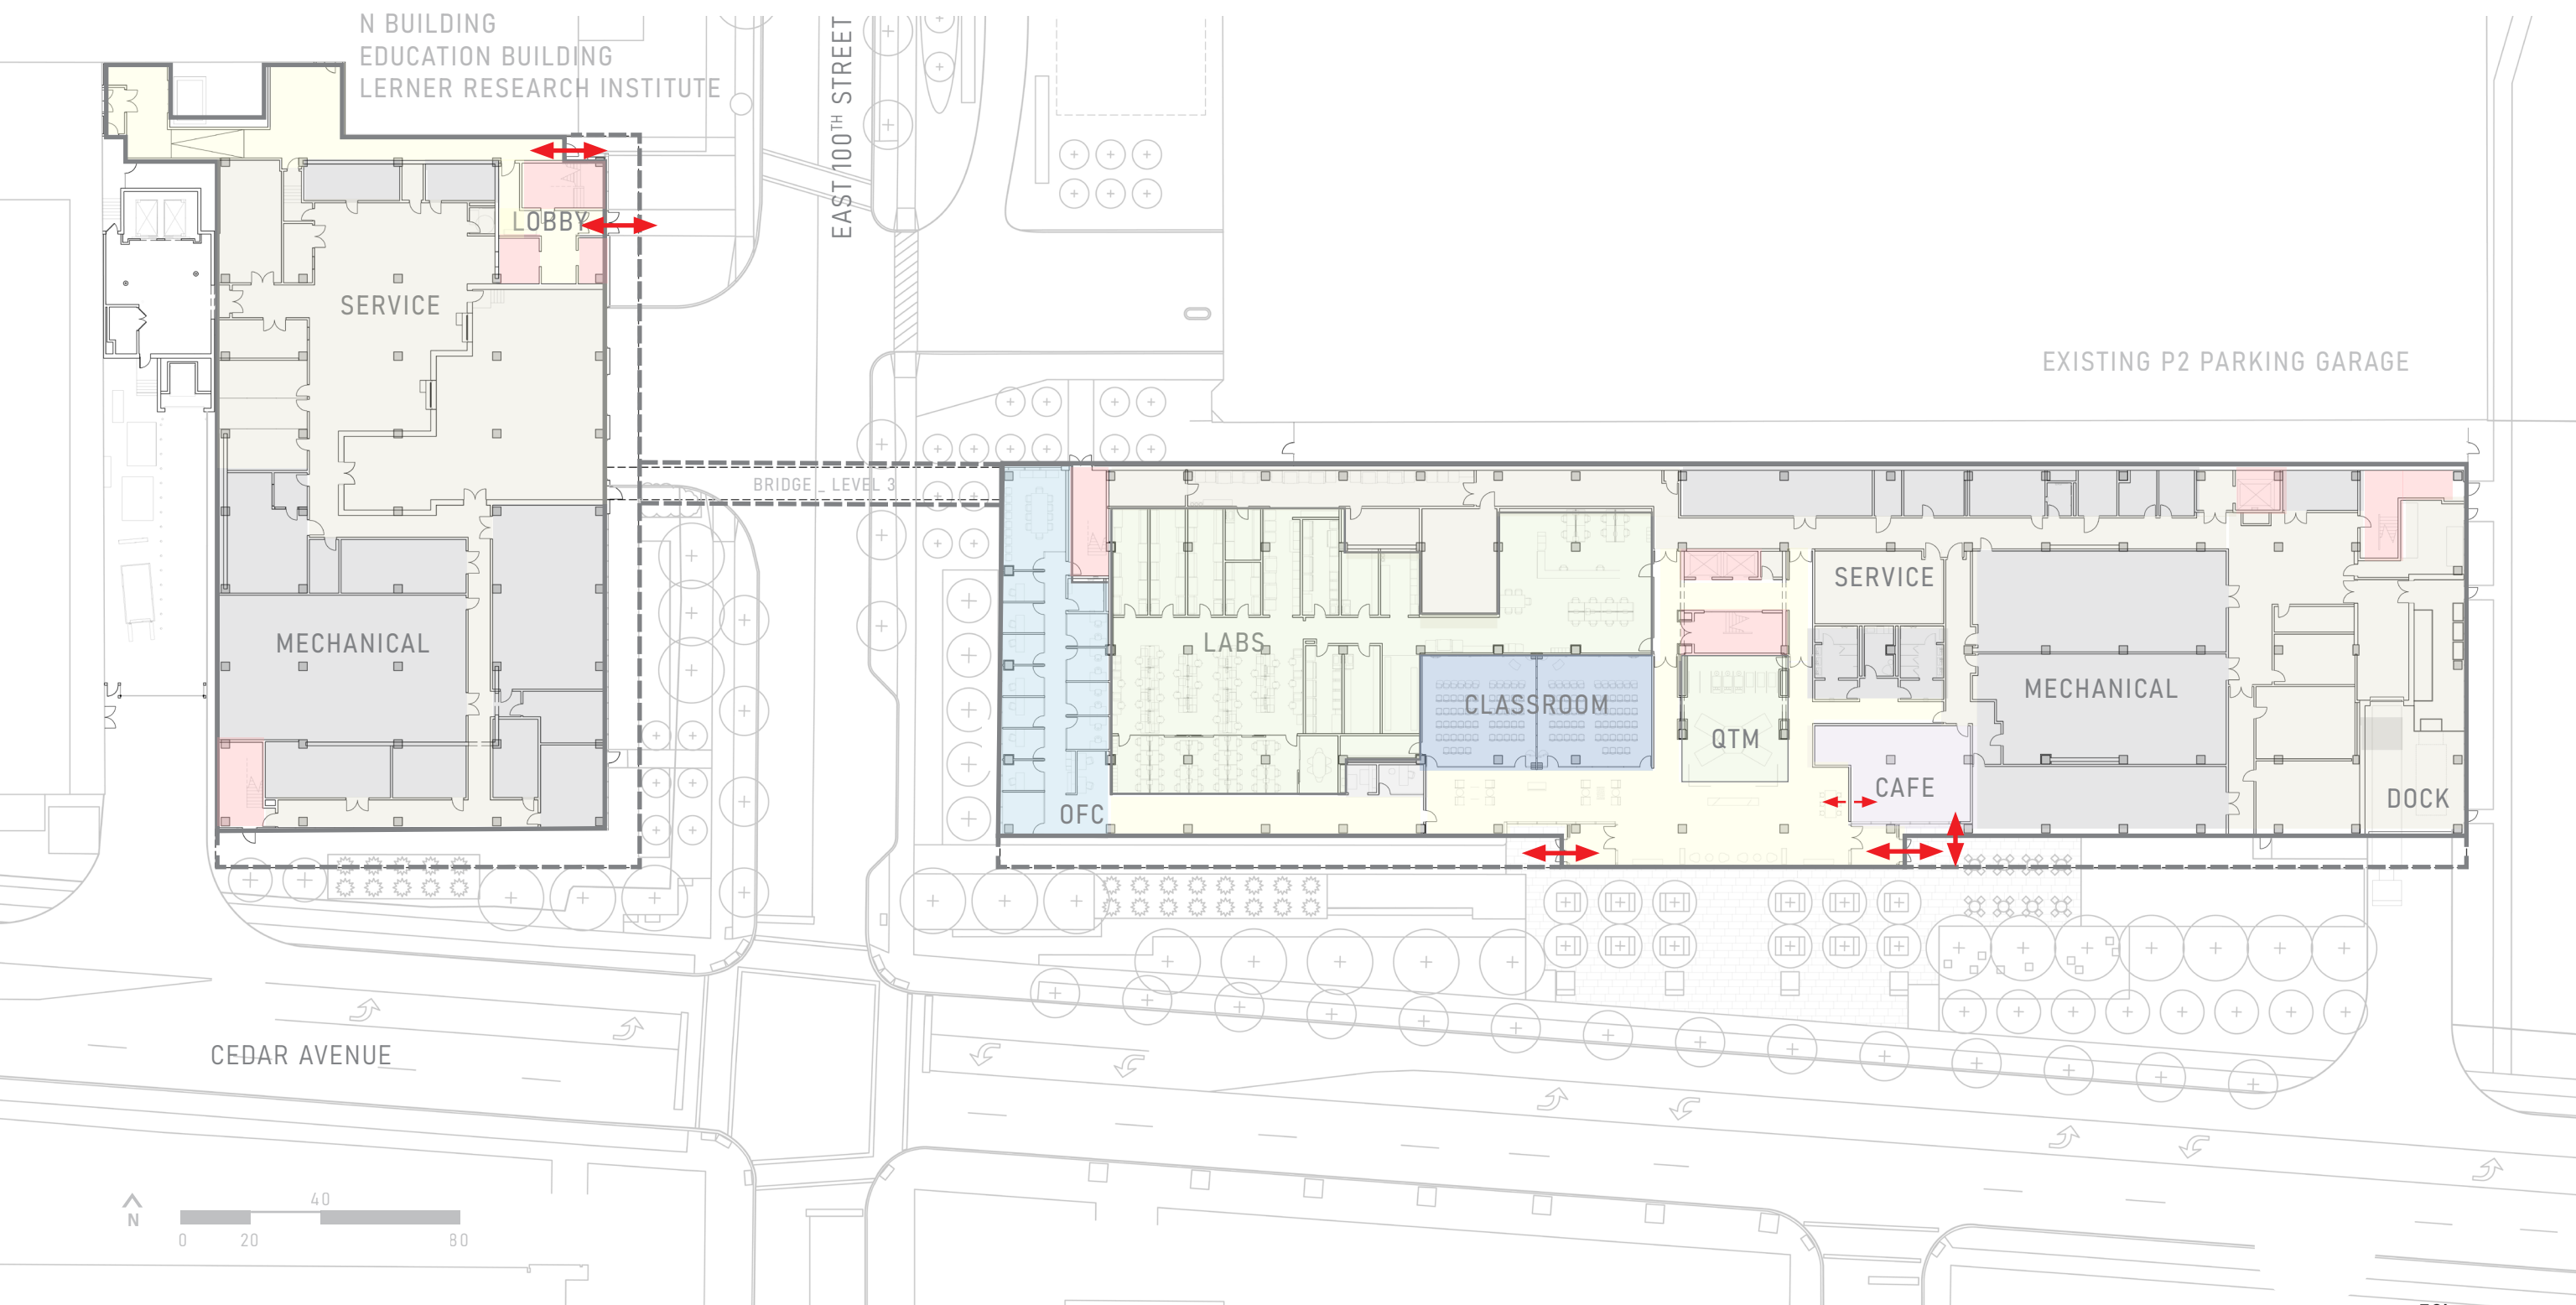 N BUILDING
EDUCATION BUILDING
LERNER RESEARCH INSTITUTE
EAST 100TH STREET
LOBBY
SERVICE
EXISTING P2 PARKING GARAGE
BRIDGE_ LEVEL 3
SERVICE
MECHANICAL
LABS
MECHANICAL
CLASSROOM
QTM
CAFE
DOCK
OFC
CEDAR AVENUE
N
40
0 20 80